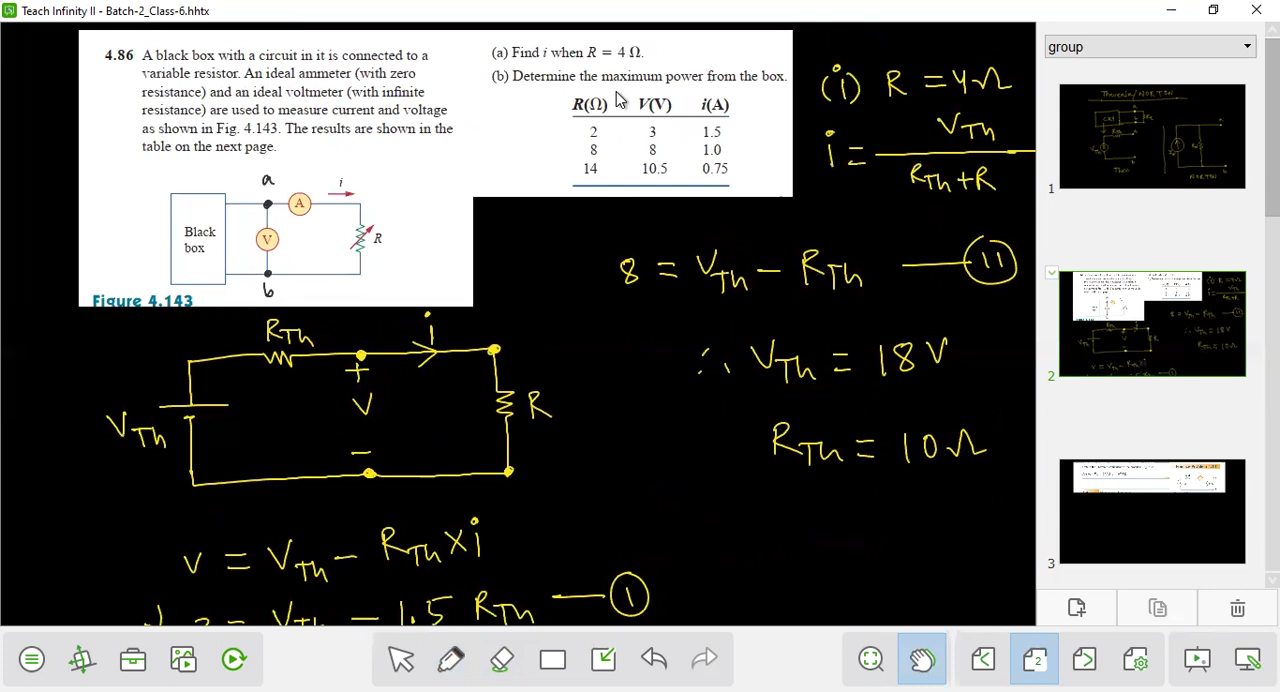 Teach Infinity II - Batch-2_Class-6.hhtx
4.86 A black box with a circuit in it is connected to a
variable resistor. An ideal ammeter (with zero
resistance) and an ideal voltmeter (with infinite
resistance) are used to measure current and voltage
as shown in Fig. 4.143. The results are shown in the
table on the next page.
a
i
A
Black
box
V
R
b
Figure 4.143
(a) Find i when R = 4 Ω.
(b) Determine the maximum power from the box.
R(Ω) V(V) i(A)
2 3 1.5
8 8 1.0
14 10.5 0.75
(i) R = 4Ω
i = VTh / (RTh + R)
8 = VTh - RTh — (11)
∴ VTh = 18 V
RTh = 10 Ω
RTh
i
+
V
-
VTh
R
v = VTh - RTh × i
- 1.5 RTh — (1)
group
1
2
3
2